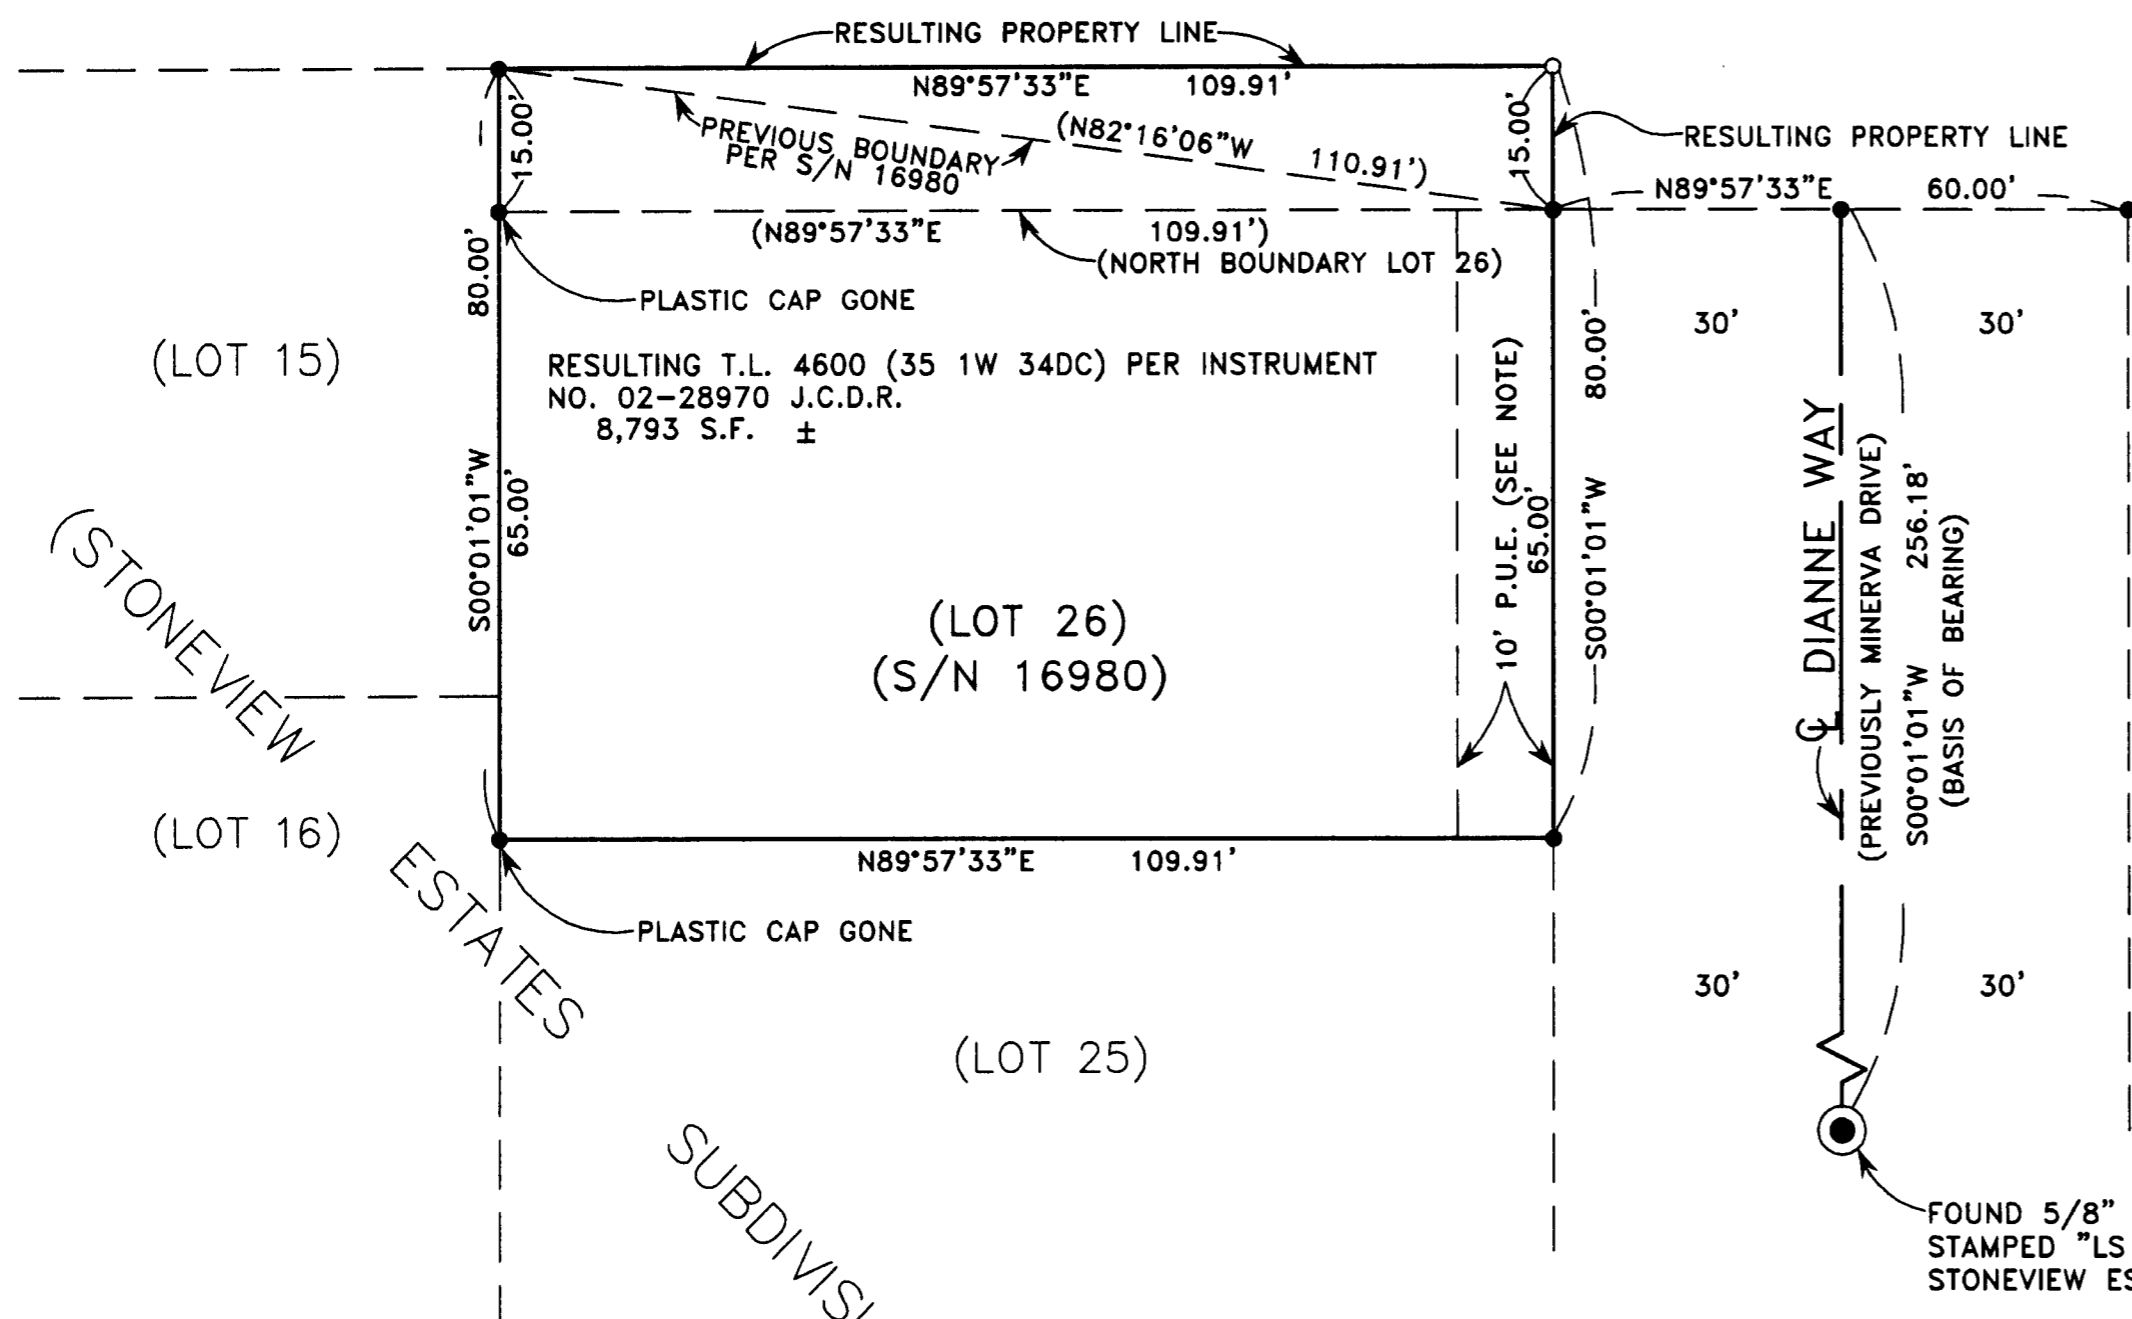 RESULTING PROPERTY LINE
N89°57'33"E 109.91'
15.00'
PREVIOUS BOUNDARY
PER S/N 16980
(N82°16'06"W 110.91')
15.00'
RESULTING PROPERTY LINE
N89°57'33"E 60.00'
(N89°57'33"E 109.91')
(NORTH BOUNDARY LOT 26)
PLASTIC CAP GONE
80.00'
S00°01'01"W
65.00'
(LOT 15)
RESULTING T.L. 4600 (35 1W 34DC) PER INSTRUMENT
NO. 02-28970 J.C.D.R.
8,793 S.F. ±
10' P.U.E. (SEE NOTE)
65.00'
80.00'
S00°01'01"W
30'
30'
℄ DIANNE WAY
(PREVIOUSLY MINERVA DRIVE)
S00°01'01"W 256.18'
(BASIS OF BEARING)
(LOT 26)
(S/N 16980)
(STONEVIEW
ESTATES
SUBDIVISI
(LOT 16)
N89°57'33"E 109.91'
PLASTIC CAP GONE
30'
30'
(LOT 25)
FOUND 5/8"
STAMPED "LS
STONEVIEW ES